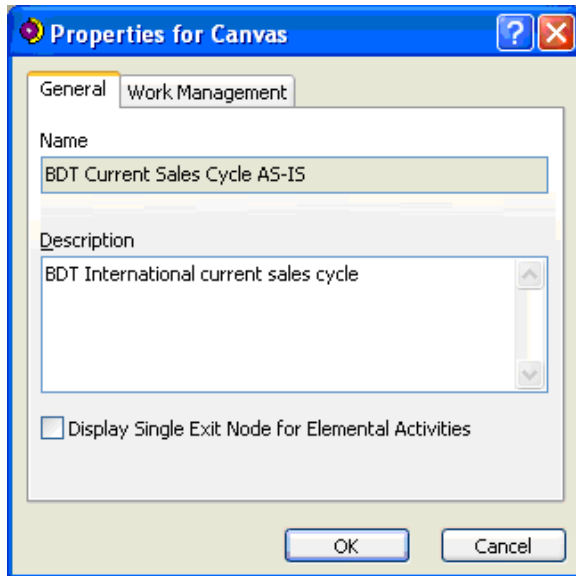 Properties for Canvas
General
Work Management
Name
BDT Current Sales Cycle AS-IS
Description
BDT International current sales cycle
Display Single Exit Node for Elemental Activities
OK
Cancel